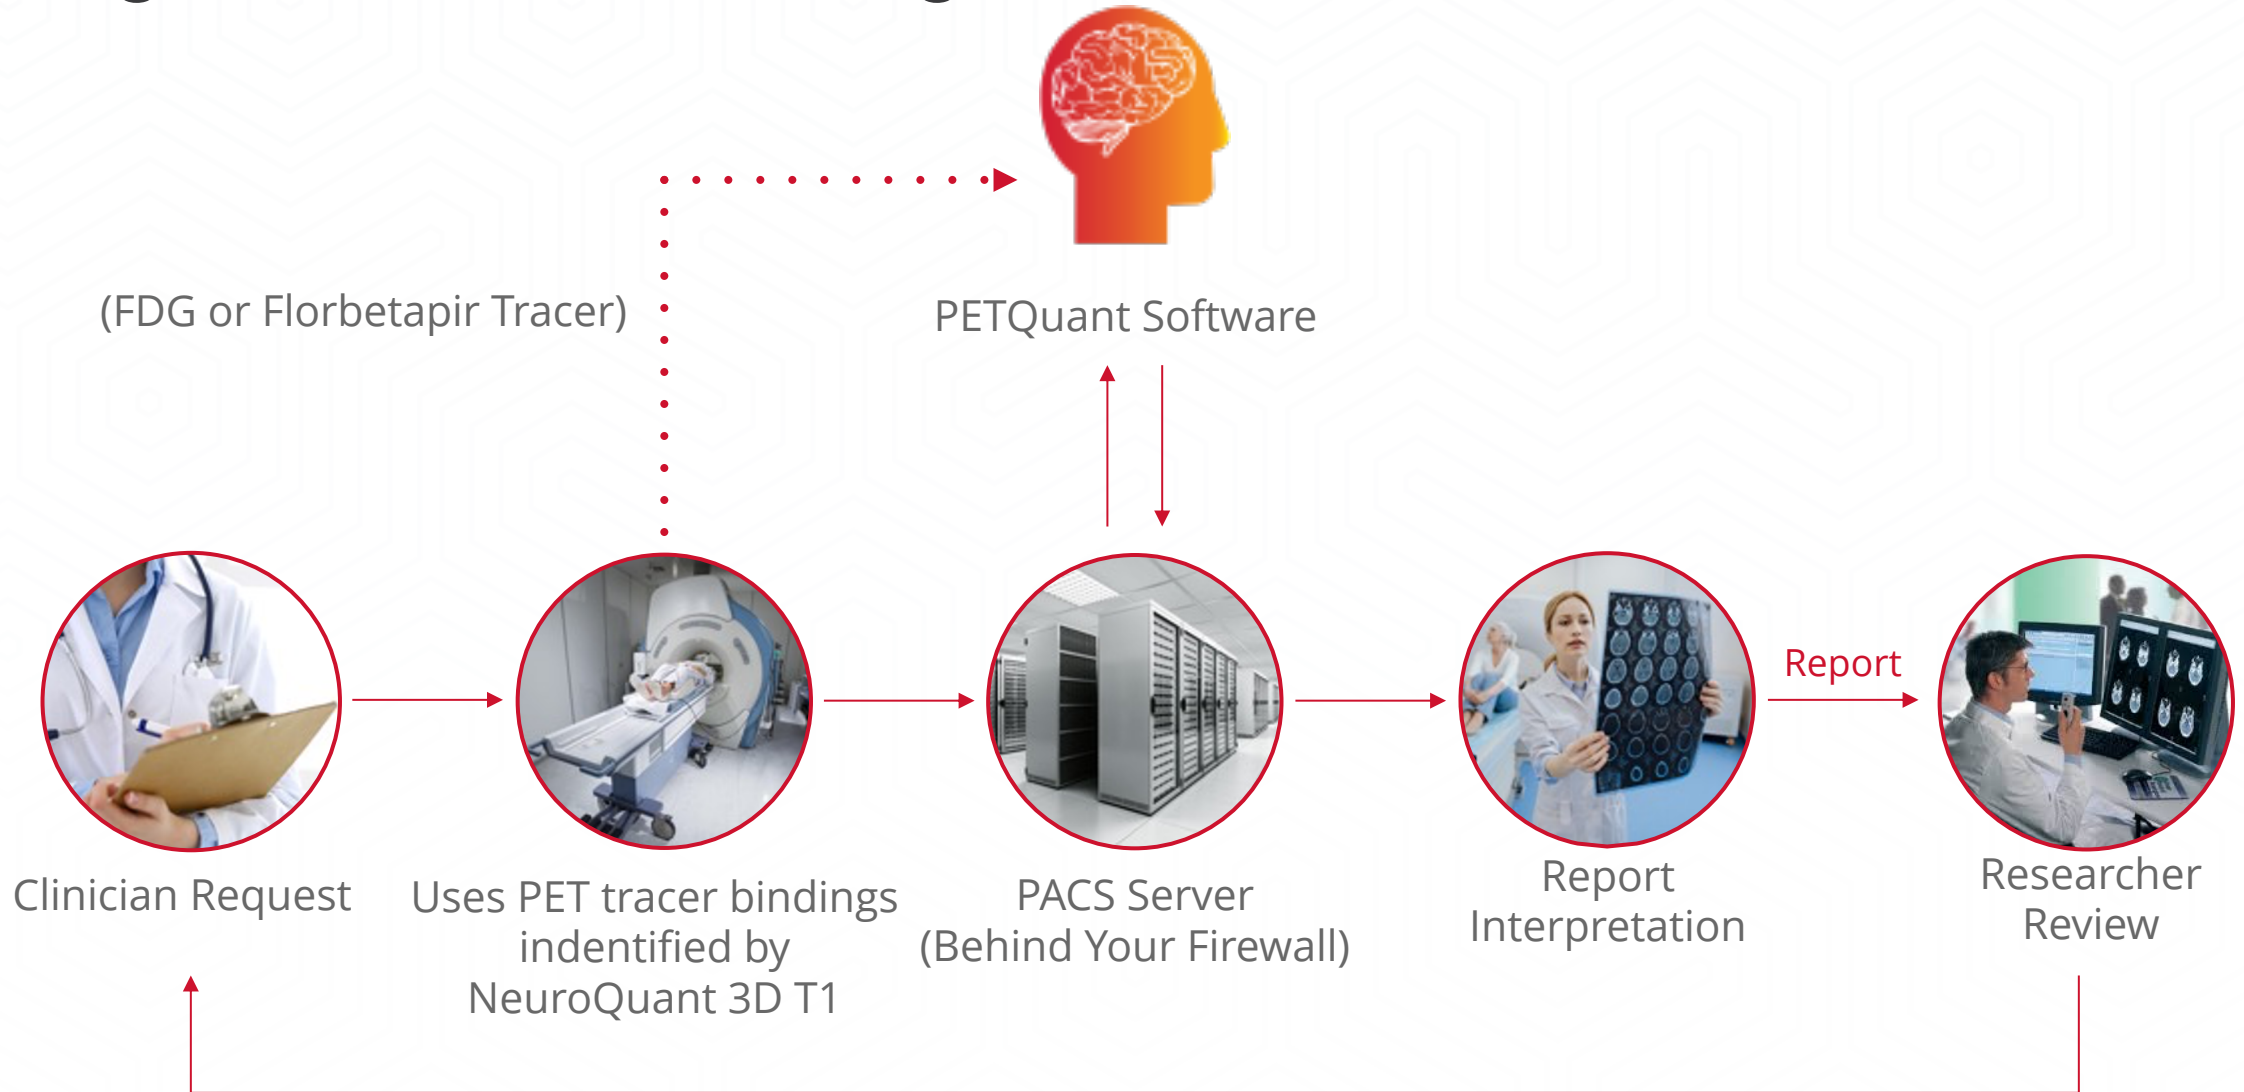 (FDG or Florbetapir Tracer)
PETQuant Software
Report
Clinician Request
Uses PET tracer bindings
indentified by
NeuroQuant 3D T1
PACS Server
(Behind Your Firewall)
Report
Interpretation
Researcher
Review